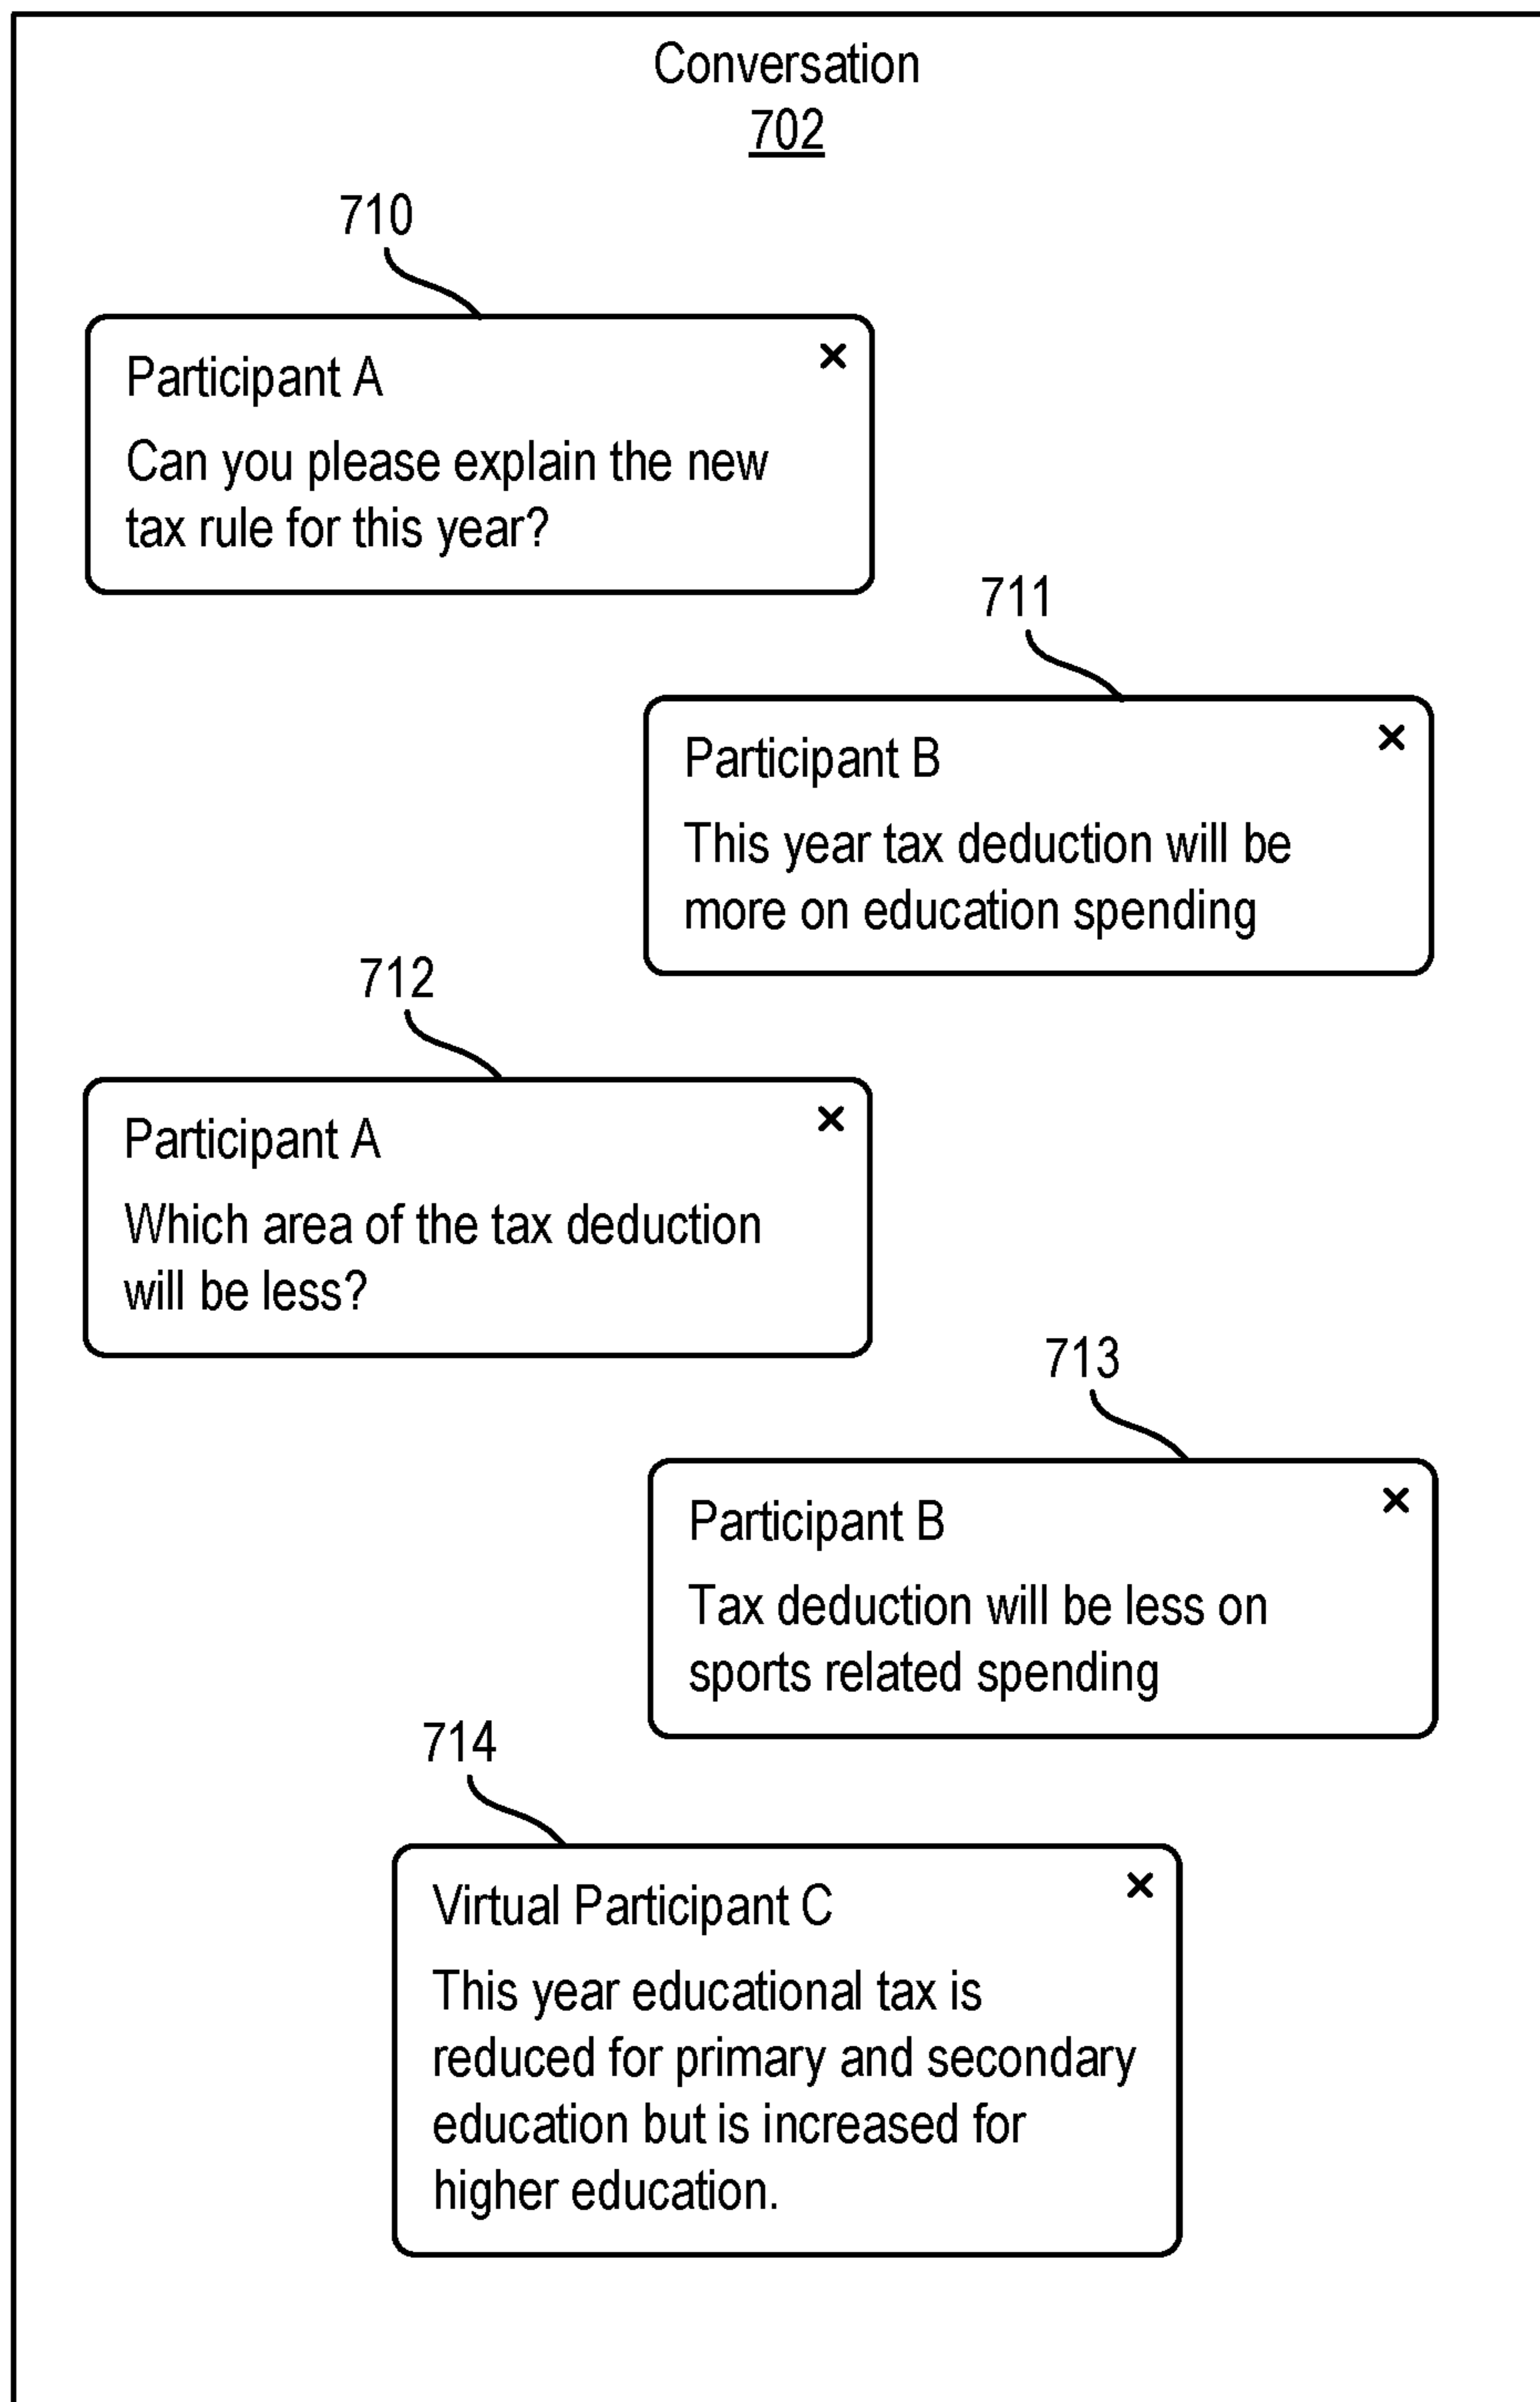 Conversation
702
710
Participant A
Can you please explain the new
tax rule for this year?
711
Participant B
This year tax deduction will be
more on education spending
712
Participant A
Which area of the tax deduction
will be less?
713
Participant B
Tax deduction will be less on
sports related spending
714
Virtual Participant C
This year educational tax is
reduced for primary and secondary
education but is increased for
higher education.